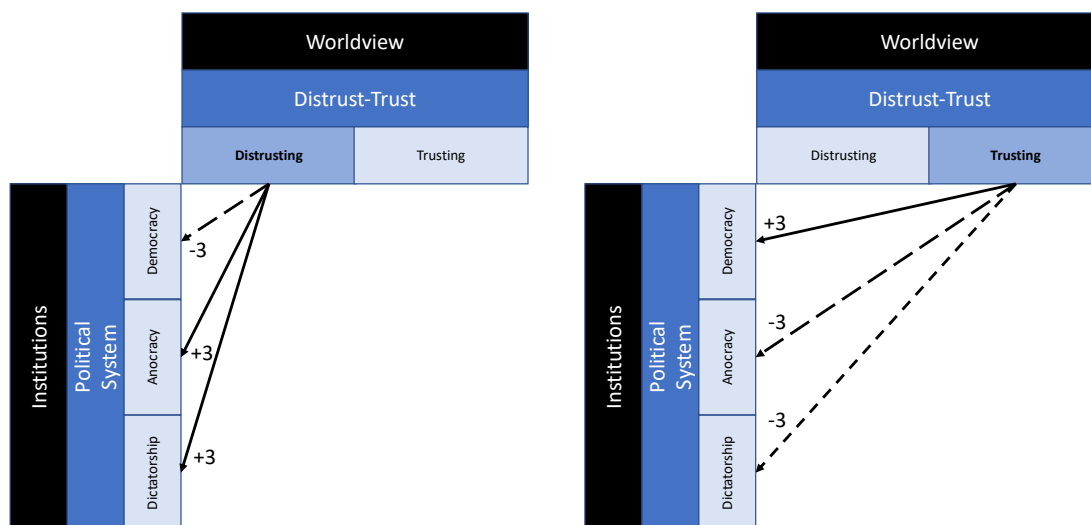 Worldview
Distrust-Trust
Distrusting
Trusting
Institutions
Political
System
Democracy
Anocracy
Dictatorship
-3
+3
+3
Worldview
Distrust-Trust
Distrusting
Trusting
Institutions
Political
System
Democracy
Anocracy
Dictatorship
+3
-3
-3